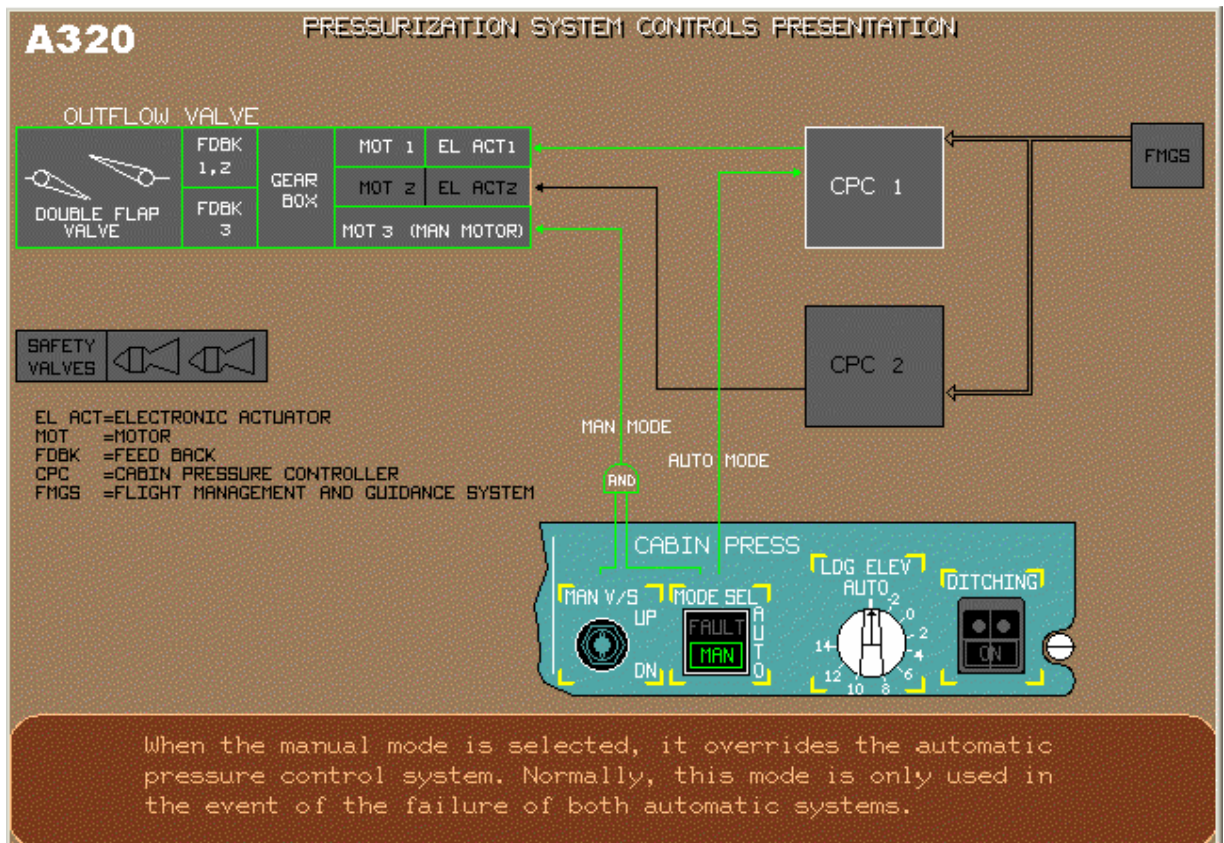 A320
PRESSURIZATION SYSTEM CONTROLS PRESENTATION
OUTFLOW VALVE
DOUBLE FLAP
VALVE
FDBK
1,2
FDBK
3
GEAR
BOX
MOT 1
EL ACT1
MOT 2
EL ACT2
MOT 3 (MAN MOTOR)
CPC 1
FMGS
CPC 2
SAFETY
VALVES
EL ACT=ELECTRONIC ACTUATOR
MOT =MOTOR
FDBK =FEED BACK
CPC =CABIN PRESSURE CONTROLLER
FMGS =FLIGHT MANAGEMENT AND GUIDANCE SYSTEM
MAN MODE
AUTO MODE
AND
CABIN PRESS
MAN V/S
UP
DN
MODE SEL
FAULT
MAN
AUTO
LDG ELEV
AUTO
-2
0
2
4
6
8
10
12
14
DITCHING
ON
When the manual mode is selected, it overrides the automatic
pressure control system. Normally, this mode is only used in
the event of the failure of both automatic systems.